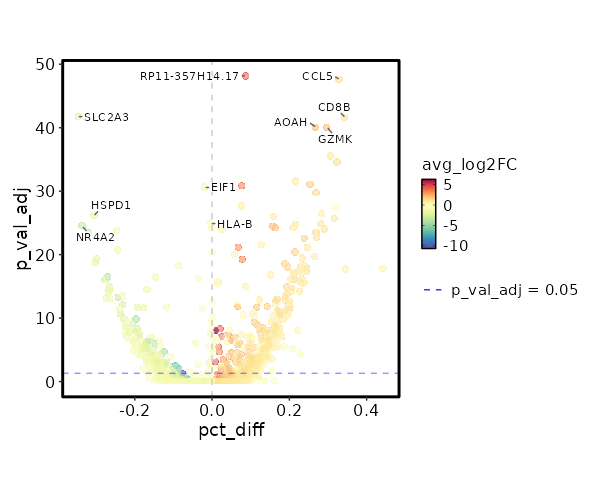 50
40
30
20
10
0
p_val_adj
RP11-357H14.17
CCL5
SLC2A3
CD8B
AOAH
GZMK
EIF1
HSPD1
HLA-B
NR4A2
-0.2
0.0
0.2
0.4
pct_diff
avg_log2FC
5
0
-5
-10
p_val_adj = 0.05